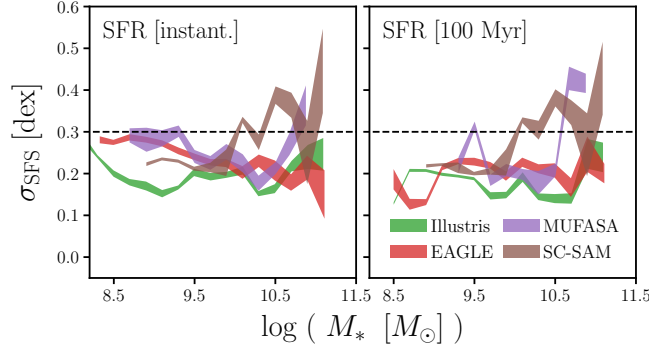 SFR [instant.]
SFR [100 Myr]
0.6
0.5
0.4
0.3
0.2
0.1
0.0
σSFS [dex]
Illustris
MUFASA
EAGLE
SC-SAM
8.5 9.5 10.5 11.5
8.5 9.5 10.5 11.5
log ( M* [M⊙] )